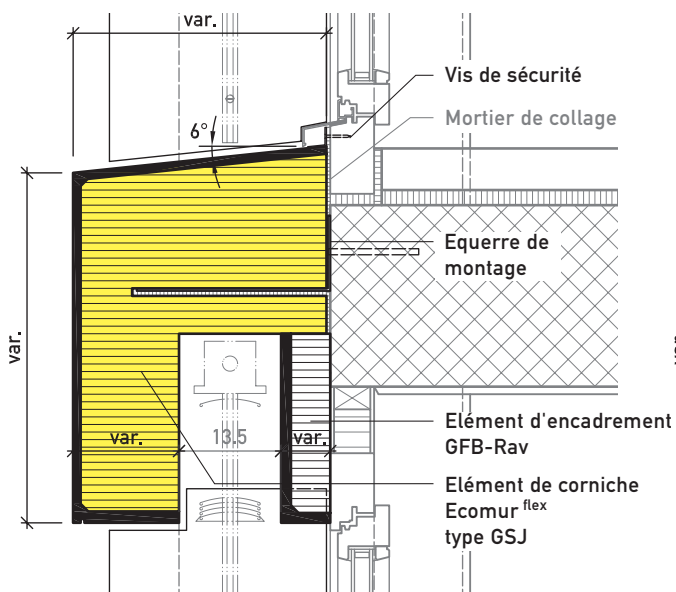 var.
Vis de sécurité
6°
Mortier de collage
Equerre de
montage
var.
var.
var.
13.5
var.
Elément d'encadrement
GFB-Rav
Elément de corniche
Ecomur flex
type GSJ